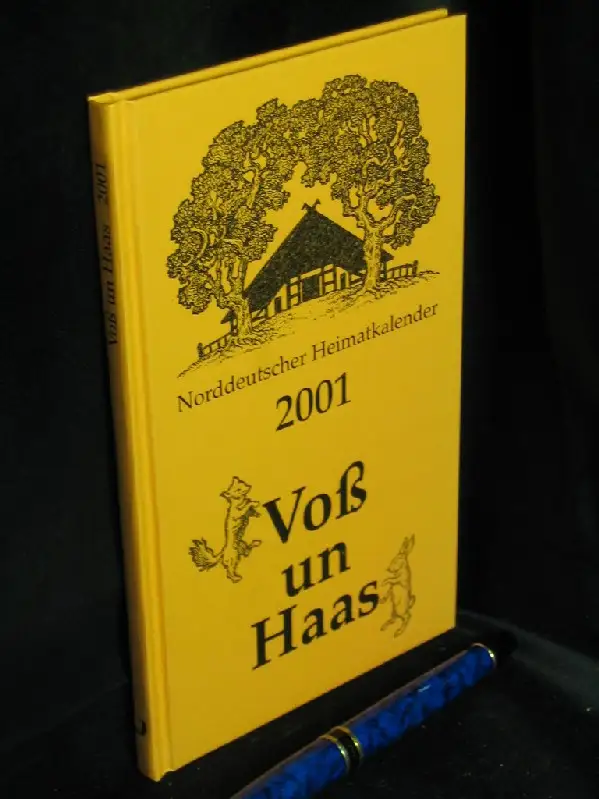 Voß un Haas 2001
Norddeutscher Heimatkalender
2001
Voß
un
Haas